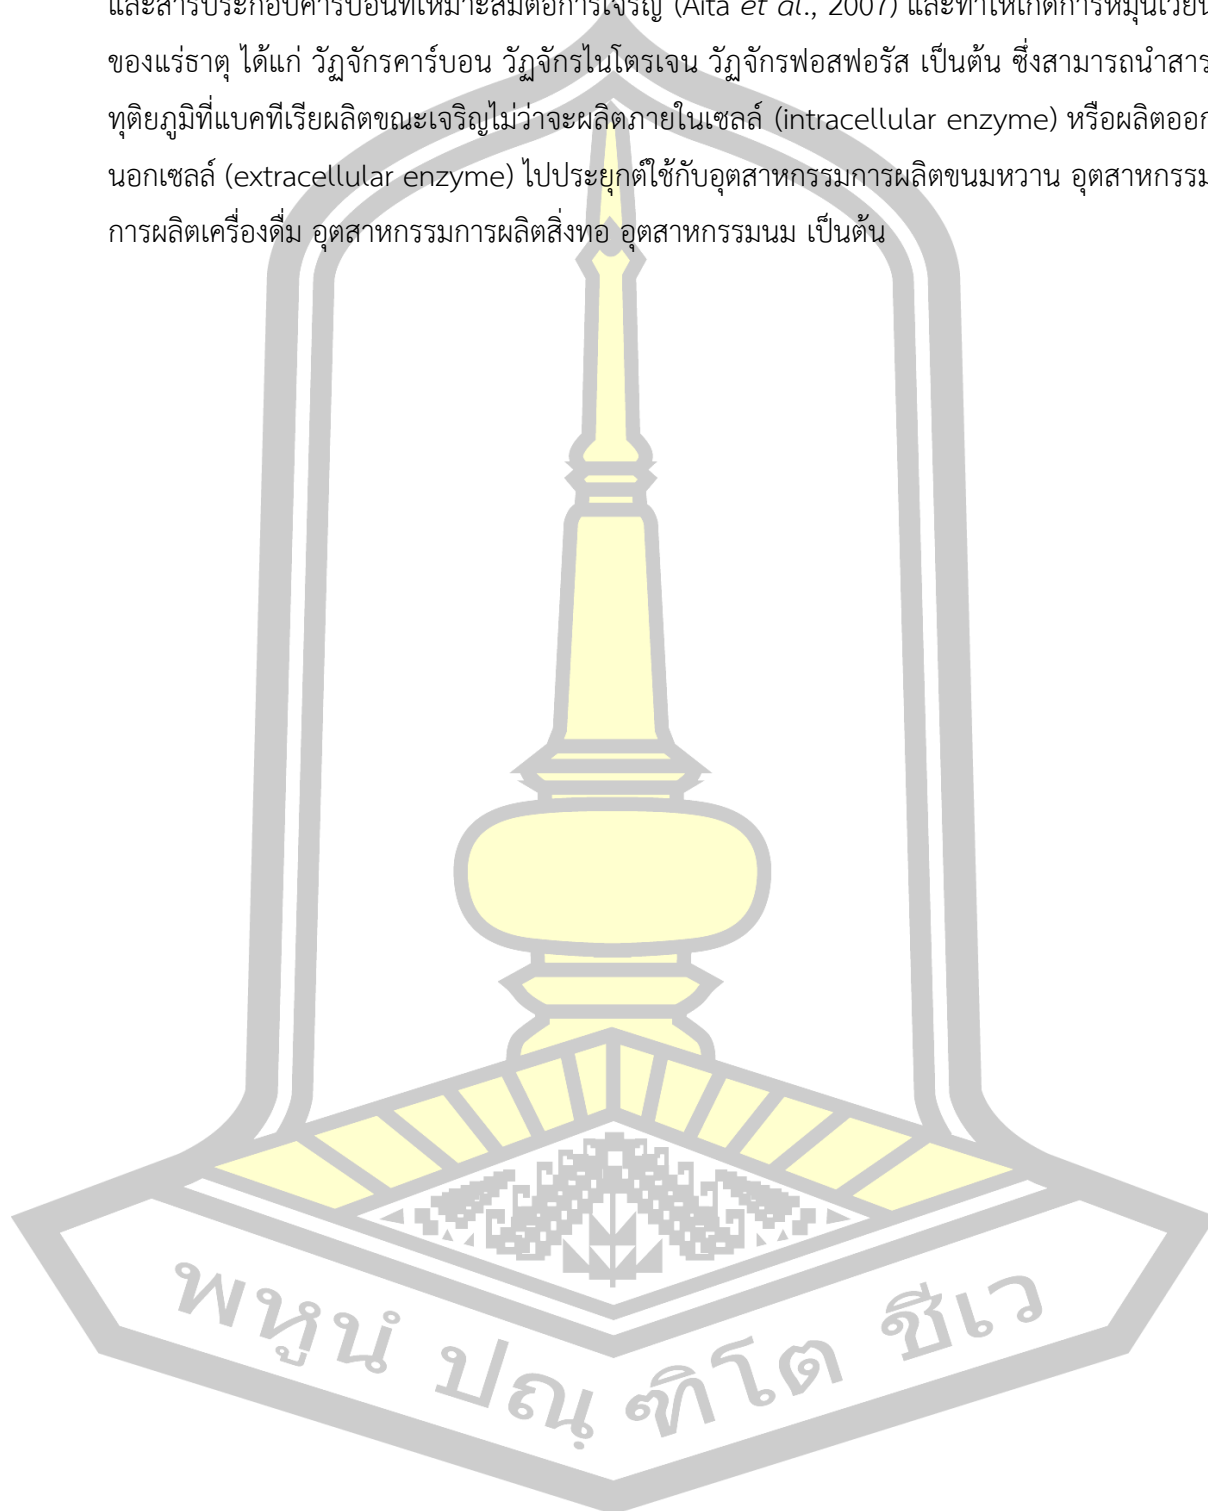 และสารประกอบคาร์บอนที่เหมาะสมต่อการเจริญ (Aita et al., 2007) และทำให้เกิดการหมุนเวียน
ของแร่ธาตุ ได้แก่ วัฏจักรคาร์บอน วัฏจักรไนโตรเจน วัฏจักรฟอสฟอรัส เป็นต้น ซึ่งสามารถนำสาร
ทุติยภูมิที่แบคทีเรียผลิตขณะเจริญไม่ว่าจะผลิตภายในเซลล์ (intracellular enzyme) หรือผลิตออก
นอกเซลล์ (extracellular enzyme) ไปประยุกต์ใช้กับอุตสาหกรรมการผลิตขนมหวาน อุตสาหกรรม
การผลิตเครื่องดื่ม อุตสาหกรรมการผลิตสิ่งทอ อุตสาหกรรมนม เป็นต้น
พหูนํ ปณฺฑิโต ชีเว